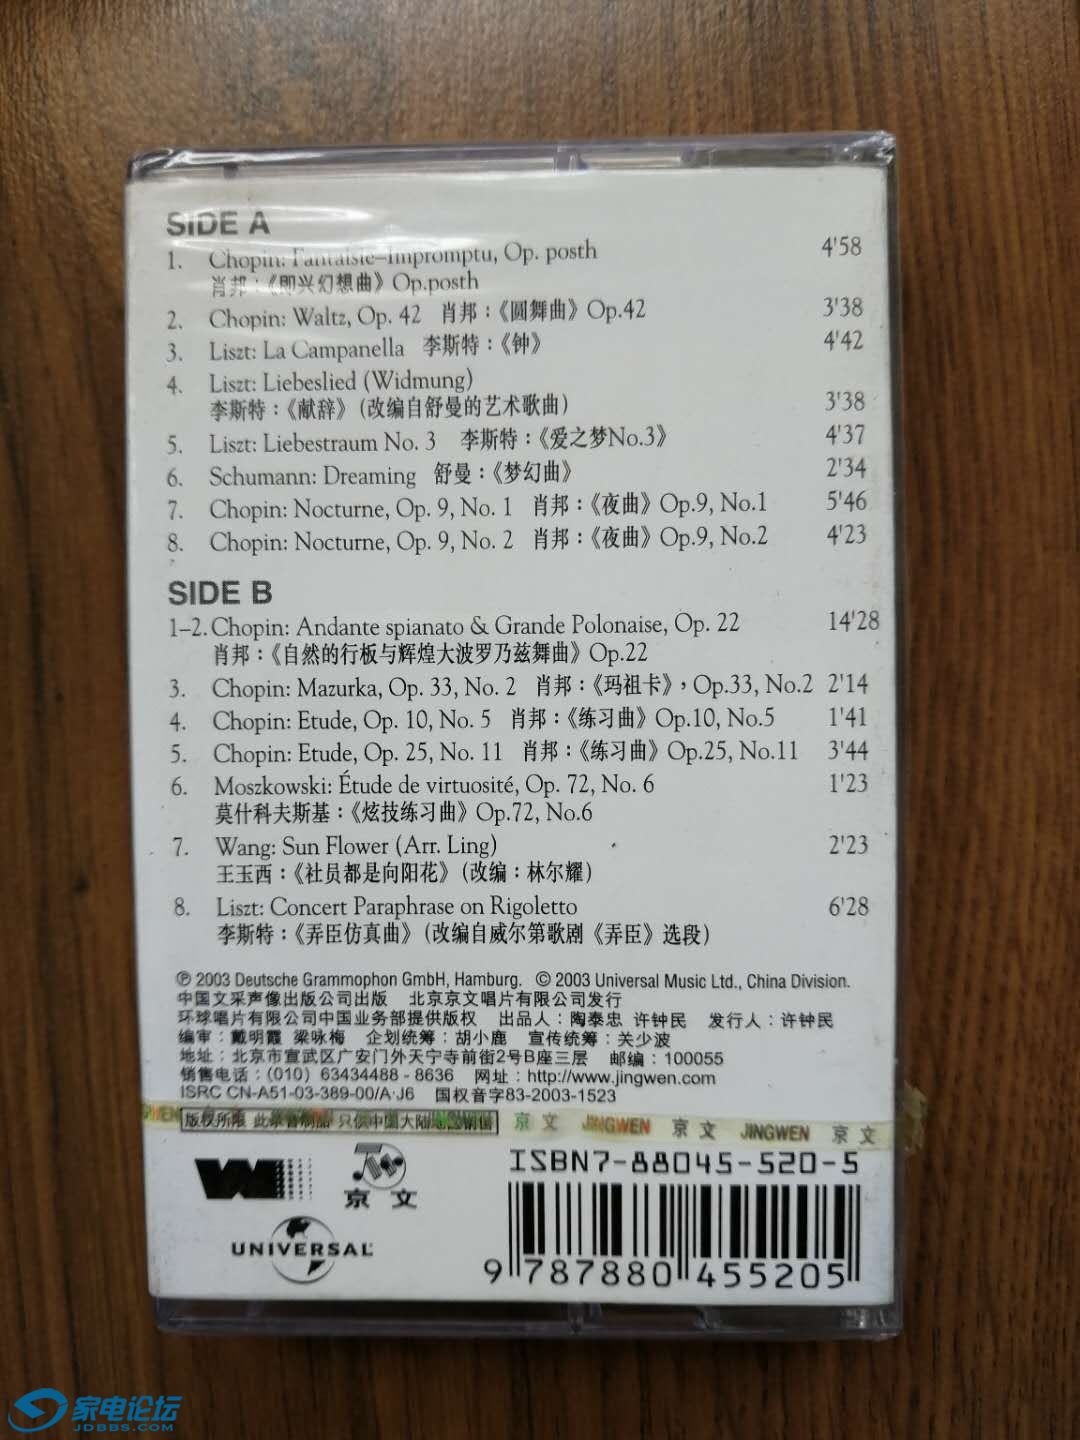 SIDE A
1. Chopin: Fantaisie-Impromptu, Op. posth 4'58
肖邦:《即兴幻想曲》Op.posth
2. Chopin: Waltz, Op. 42 肖邦:《圆舞曲》Op.42 3'38
3. Liszt: La Campanella 李斯特:《钟》 4'42
4. Liszt: Liebeslied (Widmung)
李斯特:《献辞》(改编自舒曼的艺术歌曲) 3'38
5. Liszt: Liebestraum No. 3 李斯特:《爱之梦No.3》 4'37
6. Schumann: Dreaming 舒曼:《梦幻曲》 2'34
7. Chopin: Nocturne, Op. 9, No. 1 肖邦:《夜曲》Op.9, No.1 5'46
8. Chopin: Nocturne, Op. 9, No. 2 肖邦:《夜曲》Op.9, No.2 4'23
SIDE B
1–2. Chopin: Andante spianato & Grande Polonaise, Op. 22 14'28
肖邦:《自然的行板与辉煌大波罗乃兹舞曲》Op.22
3. Chopin: Mazurka, Op. 33, No. 2 肖邦:《玛祖卡》,Op.33, No.2 2'14
4. Chopin: Etude, Op. 10, No. 5 肖邦:《练习曲》Op.10, No.5 1'41
5. Chopin: Etude, Op. 25, No. 11 肖邦:《练习曲》Op.25, No.11 3'44
6. Moszkowski: Étude de virtuosité, Op. 72, No. 6 1'23
莫什科夫斯基:《炫技练习曲》Op.72, No.6
7. Wang: Sun Flower (Arr. Ling) 2'23
王玉西:《社员都是向阳花》(改编:林尔耀)
8. Liszt: Concert Paraphrase on Rigoletto 6'28
李斯特:《弄臣仿真曲》(改编自威尔第歌剧《弄臣》选段)
℗ 2003 Deutsche Grammophon GmbH, Hamburg. © 2003 Universal Music Ltd., China Division.
中国文采声像出版公司出版 北京京文唱片有限公司发行
环球唱片有限公司中国业务部提供版权 出品人:陶泰忠 许钟民 发行人:许钟民
编审:戴明霞 梁咏梅 企划统筹:胡小鹿 宣传统筹:关少波
地址:北京市宣武区广安门外天宁寺前街2号B座三层 邮编:100055
销售电话:(010) 63434488 - 8636 网址:http://www.jingwen.com
ISRC CN-A51-03-389-00/A·J6 国权音字83-2003-1523
版权所限 此录音制品 只供中国大陆地区销售
JINGWEN 京文 JINGWEN 京文 JINGWEN 京文
京文
UNIVERSAL
ISBN7-88045-520-5
9 787880 455205
家电论坛
JDBBS.COM